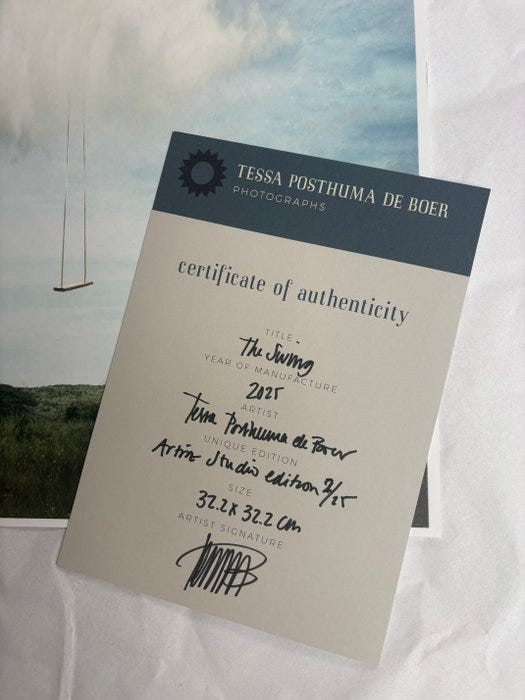 TESSA POSTHUMA DE BOER
PHOTOGRAPHS
certificate of authenticity
TITLE
The Swing
YEAR OF MANUFACTURE
2025
ARTIST
Tessa Posthuma de Boer
UNIQUE EDITION
Artist Studio edition 2/25
SIZE
32.2 x 32.2 cm
ARTIST SIGNATURE